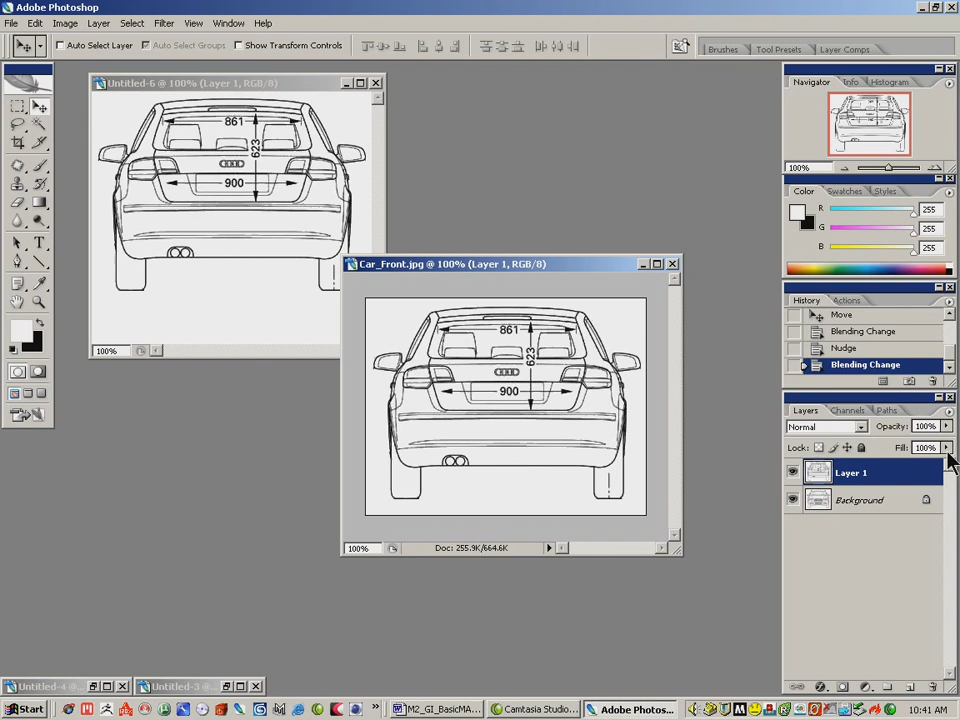 Adobe Photoshop
File Edit Image Layer Select Filter View Window Help
Auto Select Layer Auto Select Groups Show Transform Controls
Brushes Tool Presets Layer Comps
Untitled-6 @ 100% (Layer 1, RGB/8)
861
623
900
100%
Car_Front.jpg @ 100% (Layer 1, RGB/8)
861
623
900
100% Doc: 255.9K/664.6K
Navigator Info Histogram
100%
Color Swatches Styles
R 255
G 255
B 255
History Actions
Move
Blending Change
Nudge
Blending Change
Layers Channels Paths
Normal Opacity: 100%
Lock: Fill: 100%
Layer 1
Background
Untitled-4 @... Untitled-3 @...
Start M2_GI_BasicMA... Camtasia Studio... Adobe Photos... 10:41 AM